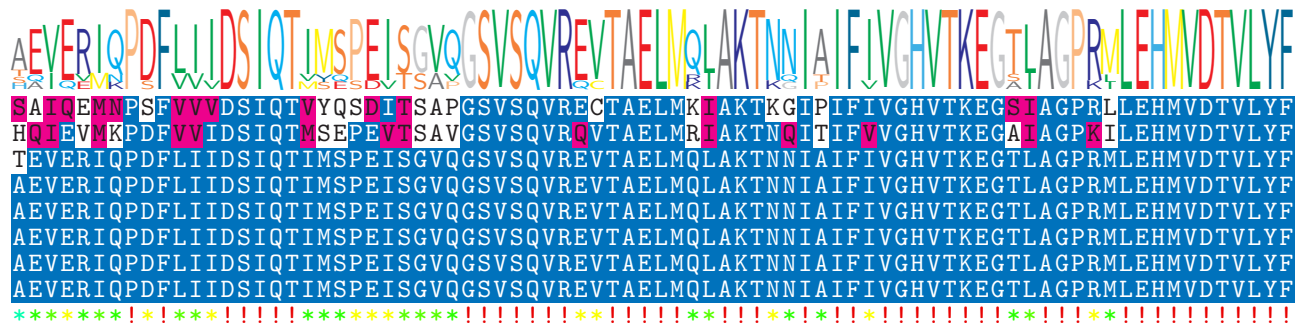 AEVERIQPDFLIIDSIQTIMSPEISGVQGSVSQVREVTAELMQLAKTNNIAIFIVGHVTKEGTLAGPRMLEHMVDTVLYF
SAIQEMNPSFVVVDSIQTVYQSDITSAPGSVSQVRECTAELMKIAKTKGIPIFIVGHVTKEGSIAGPRLLEHMVDTVLYF
HQIEVMKPDFVVIDSIQTMSEPEVTSAVGSVSQVRQVTAELMRIAKTNQITIFVVGHVTKEGAIAGPKILEHMVDTVLYF
TEVERIQPDFLIIDSIQTIMSPEISGVQGSVSQVREVTAELMQLAKTNNIAIFIVGHVTKEGTLAGPRMLEHMVDTVLYF
AEVERIQPDFLIIDSIQTIMSPEISGVQGSVSQVREVTAELMQLAKTNNIAIFIVGHVTKEGTLAGPRMLEHMVDTVLYF
AEVERIQPDFLIIDSIQTIMSPEISGVQGSVSQVREVTAELMQLAKTNNIAIFIVGHVTKEGTLAGPRMLEHMVDTVLYF
AEVERIQPDFLIIDSIQTIMSPEISGVQGSVSQVREVTAELMQLAKTNNIAIFIVGHVTKEGTLAGPRMLEHMVDTVLYF
AEVERIQPDFLIIDSIQTIMSPEISGVQGSVSQVREVTAELMQLAKTNNIAIFIVGHVTKEGTLAGPRMLEHMVDTVLYF
AEVERIQPDFLIIDSIQTIMSPEISGVQGSVSQVREVTAELMQLAKTNNIAIFIVGHVTKEGTLAGPRMLEHMVDTVLYF
*******!*!***!!!!!**********!!!!!!!**!!!!!**!!!**!*!!*!!!!!!!!**!!!**!!!!!!!!!!!